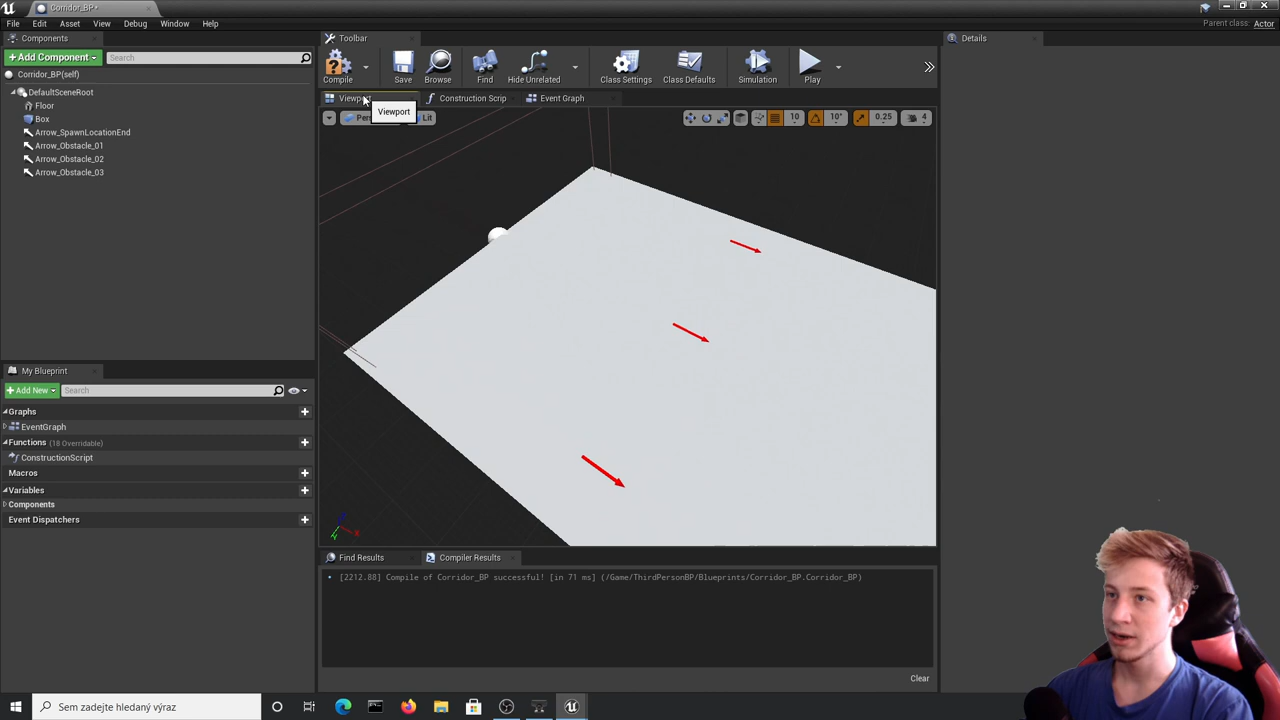 Corridor_BP*
File Edit Asset View Debug Window Help
Parent class: Actor
Components
Toolbar
Details
+Add Component
Search
Corridor_BP(self)
DefaultSceneRoot
Floor
Box
Arrow_SpawnLocationEnd
Arrow_Obstacle_01
Arrow_Obstacle_02
Arrow_Obstacle_03
Compile
Save
Browse
Find
Hide Unrelated
Class Settings
Class Defaults
Simulation
Play
Viewport
Construction Scrip
Event Graph
Viewport
Pers
Lit
10
10°
0.25
4
My Blueprint
+Add New
Search
Graphs
EventGraph
Functions (18 Overridable)
ConstructionScript
Macros
Variables
Components
Event Dispatchers
Find Results
Compiler Results
[2212.88] Compile of Corridor_BP successful! [in 71 ms] (/Game/ThirdPersonBP/Blueprints/Corridor_BP.Corridor_BP)
Clear
Sem zadejte hledaný výraz